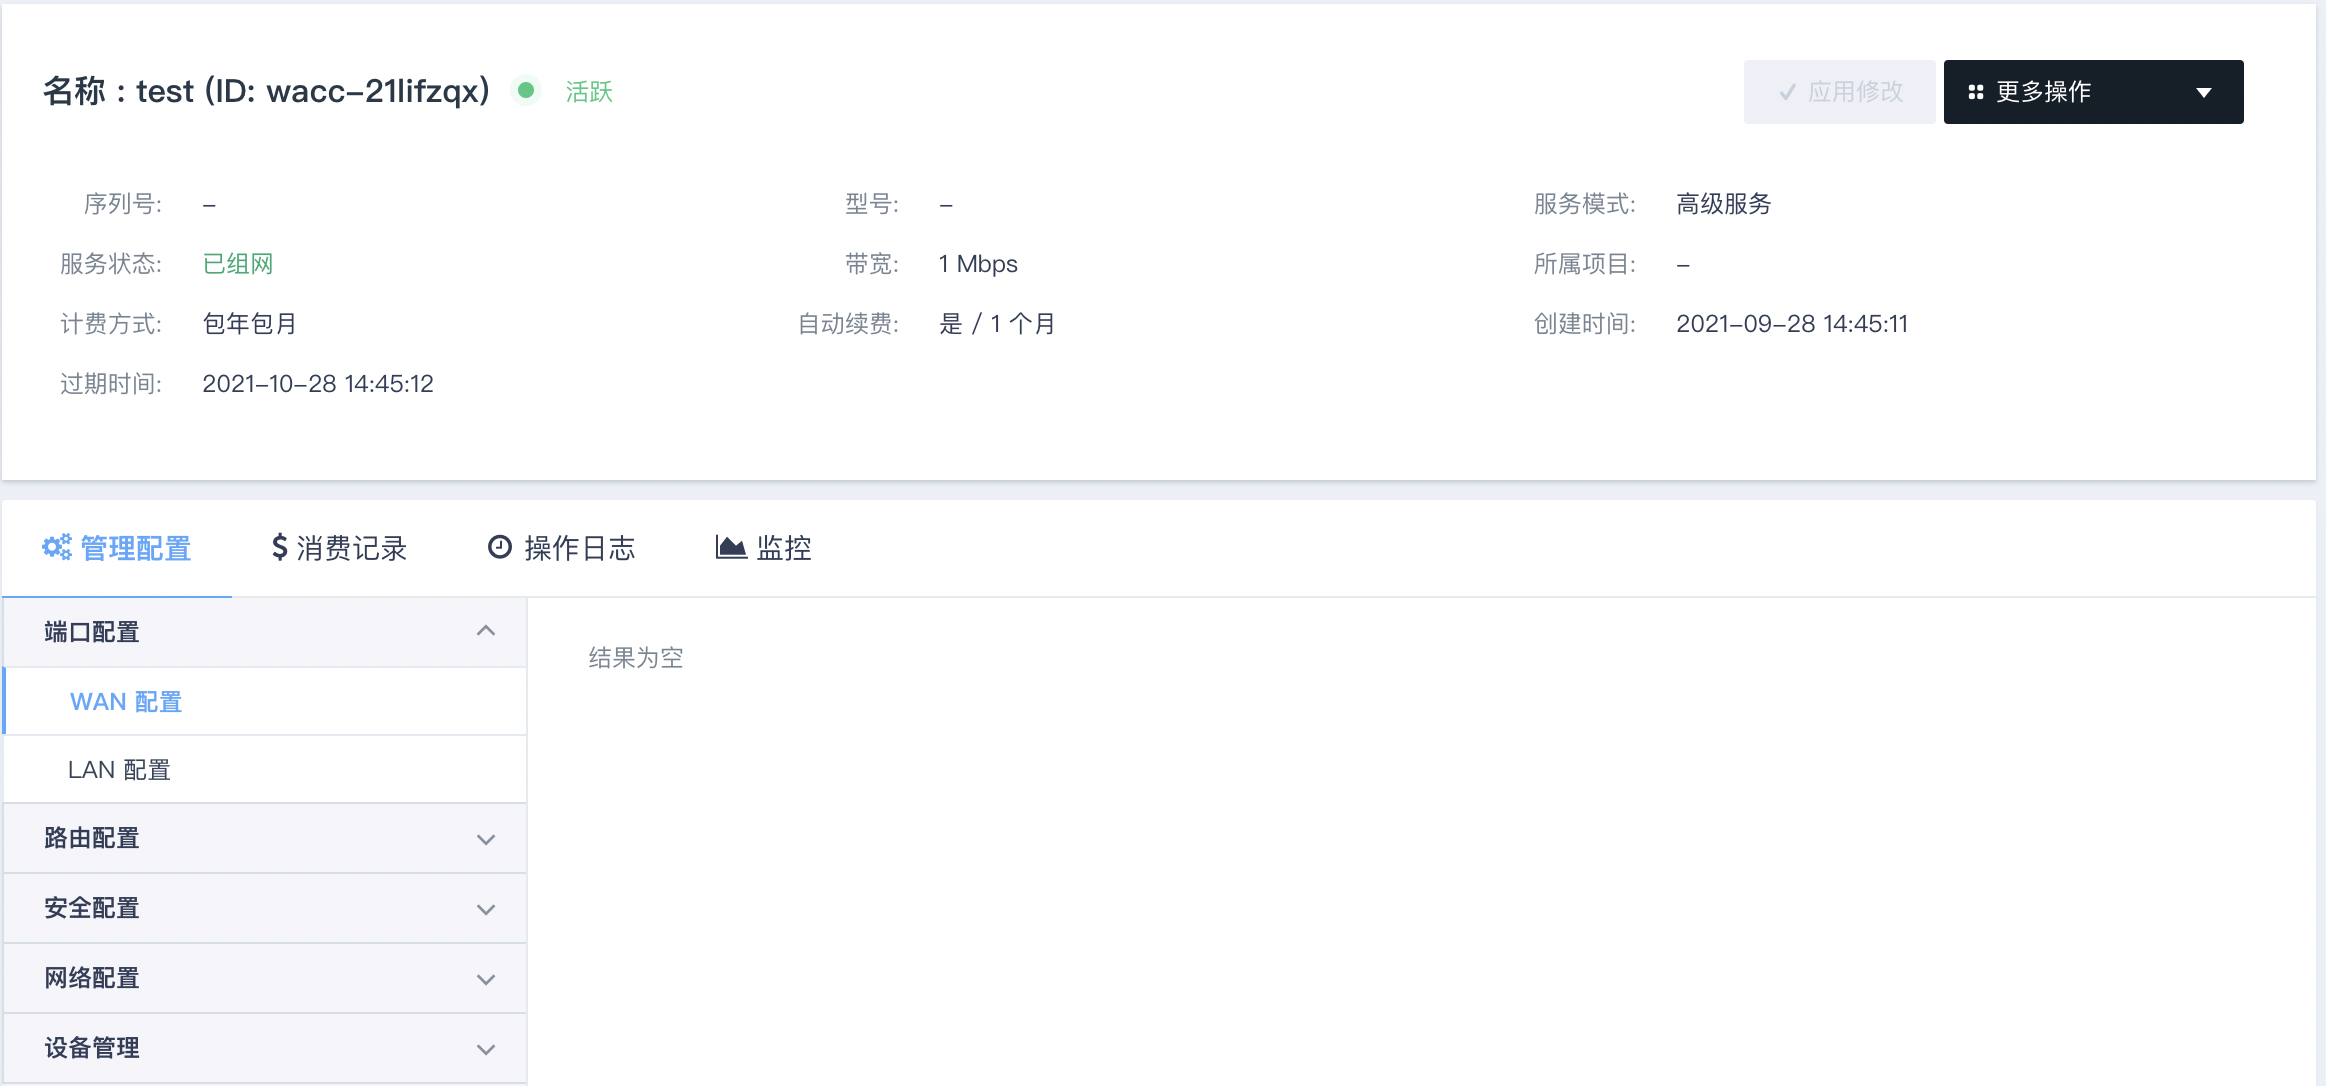 名称：test (ID: wacc-21lifzqx) 活跃
应用修改 更多操作
序列号: – 型号: – 服务模式: 高级服务
服务状态: 已组网 带宽: 1 Mbps 所属项目: –
计费方式: 包年包月 自动续费: 是 / 1 个月 创建时间: 2021-09-28 14:45:11
过期时间: 2021-10-28 14:45:12
管理配置 消费记录 操作日志 监控
端口配置
结果为空
WAN 配置
LAN 配置
路由配置
安全配置
网络配置
设备管理